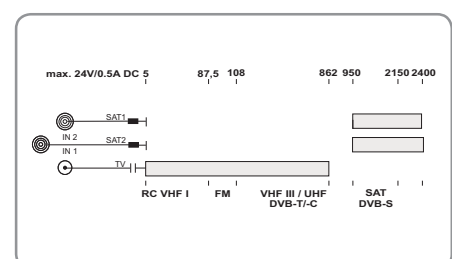 max. 24V/0.5A DC 5 87,5 108 862 950 2150 2400
SAT1
IN 2
SAT2
IN 1
TV
RC VHF I FM VHF III / UHF SAT
DVB-T/-C DVB-S